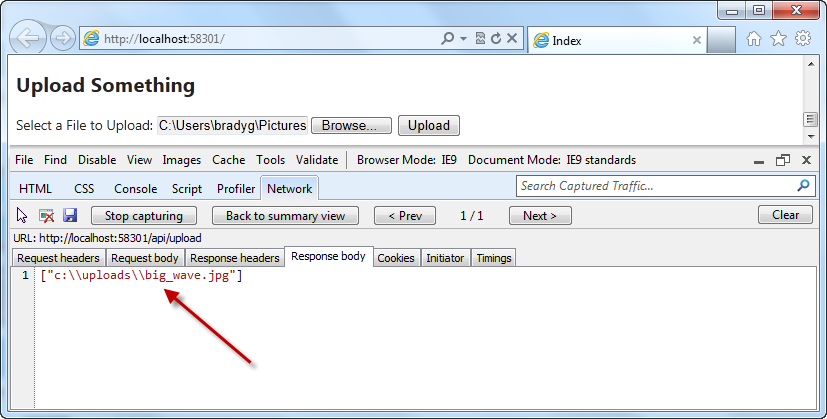 http://localhost:58301/
Index
Upload Something
Select a File to Upload: C:\Users\bradyg\Pictures Browse... Upload
File Find Disable View Images Cache Tools Validate Browser Mode: IE9 Document Mode: IE9 standards
HTML CSS Console Script Profiler Network Search Captured Traffic...
Stop capturing Back to summary view < Prev 1 / 1 Next > Clear
URL: http://localhost:58301/api/upload
Request headers Request body Response headers Response body Cookies Initiator Timings
1 ["c:\\uploads\\big_wave.jpg"]